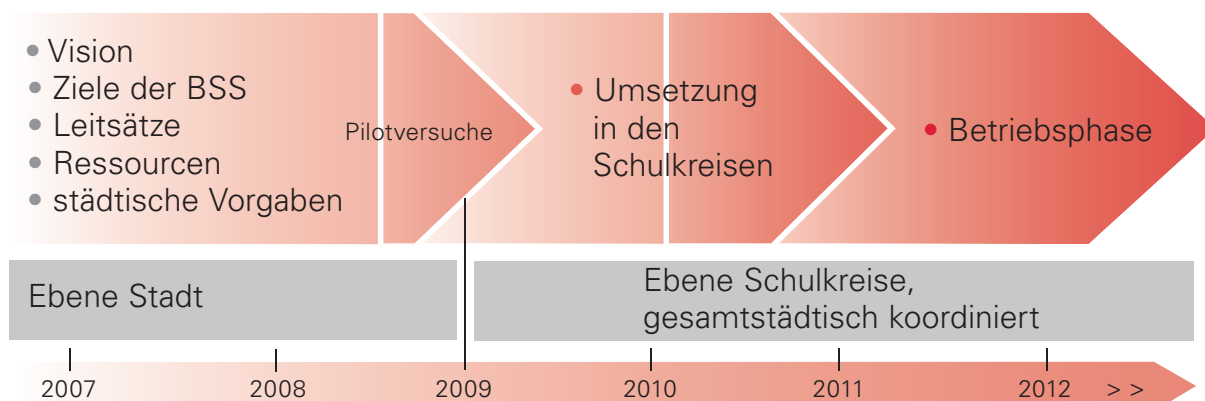 • Vision
• Ziele der BSS
• Leitsätze
• Ressourcen
• städtische Vorgaben
Pilotversuche
• Umsetzung
in den
Schulkreisen
• Betriebsphase
Ebene Stadt
Ebene Schulkreise,
gesamtstädtisch koordiniert
2007 2008 2009 2010 2011 2012 > >